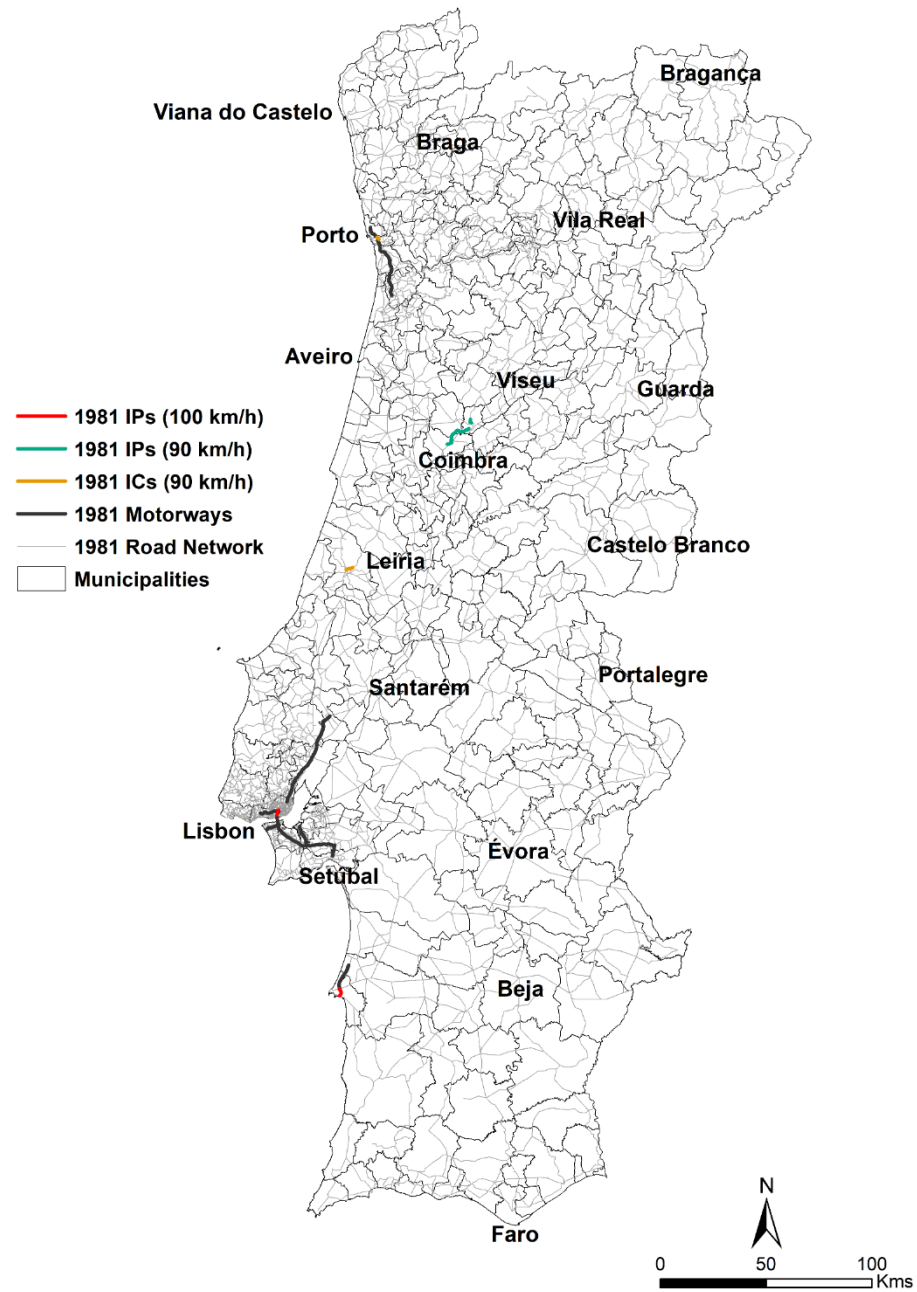 Bragança
Viana do Castelo
Braga
Vila Real
Porto
Aveiro
Viseu
Guarda
1981 IPs (100 km/h)
1981 IPs (90 km/h)
1981 ICs (90 km/h)
1981 Motorways
1981 Road Network
Municipalities
Coimbra
Castelo Branco
Leiria
Portalegre
Santarém
Lisbon
Évora
Setúbal
Beja
Faro
N
0 50 100
Kms